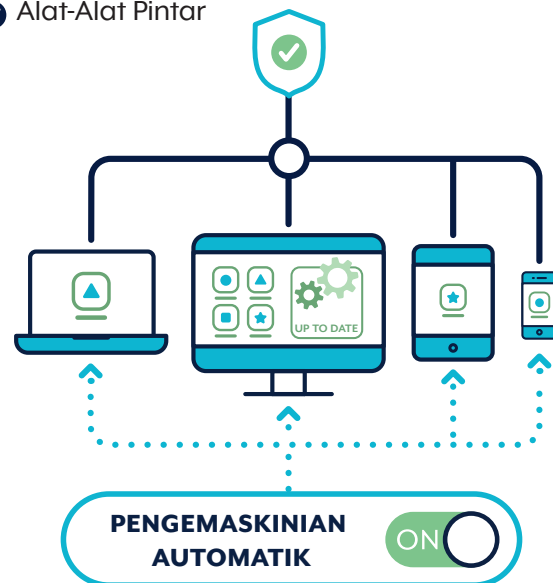 Alat-Alat Pintar
UP TO DATE
PENGEMASKINIAN
AUTOMATIK
ON